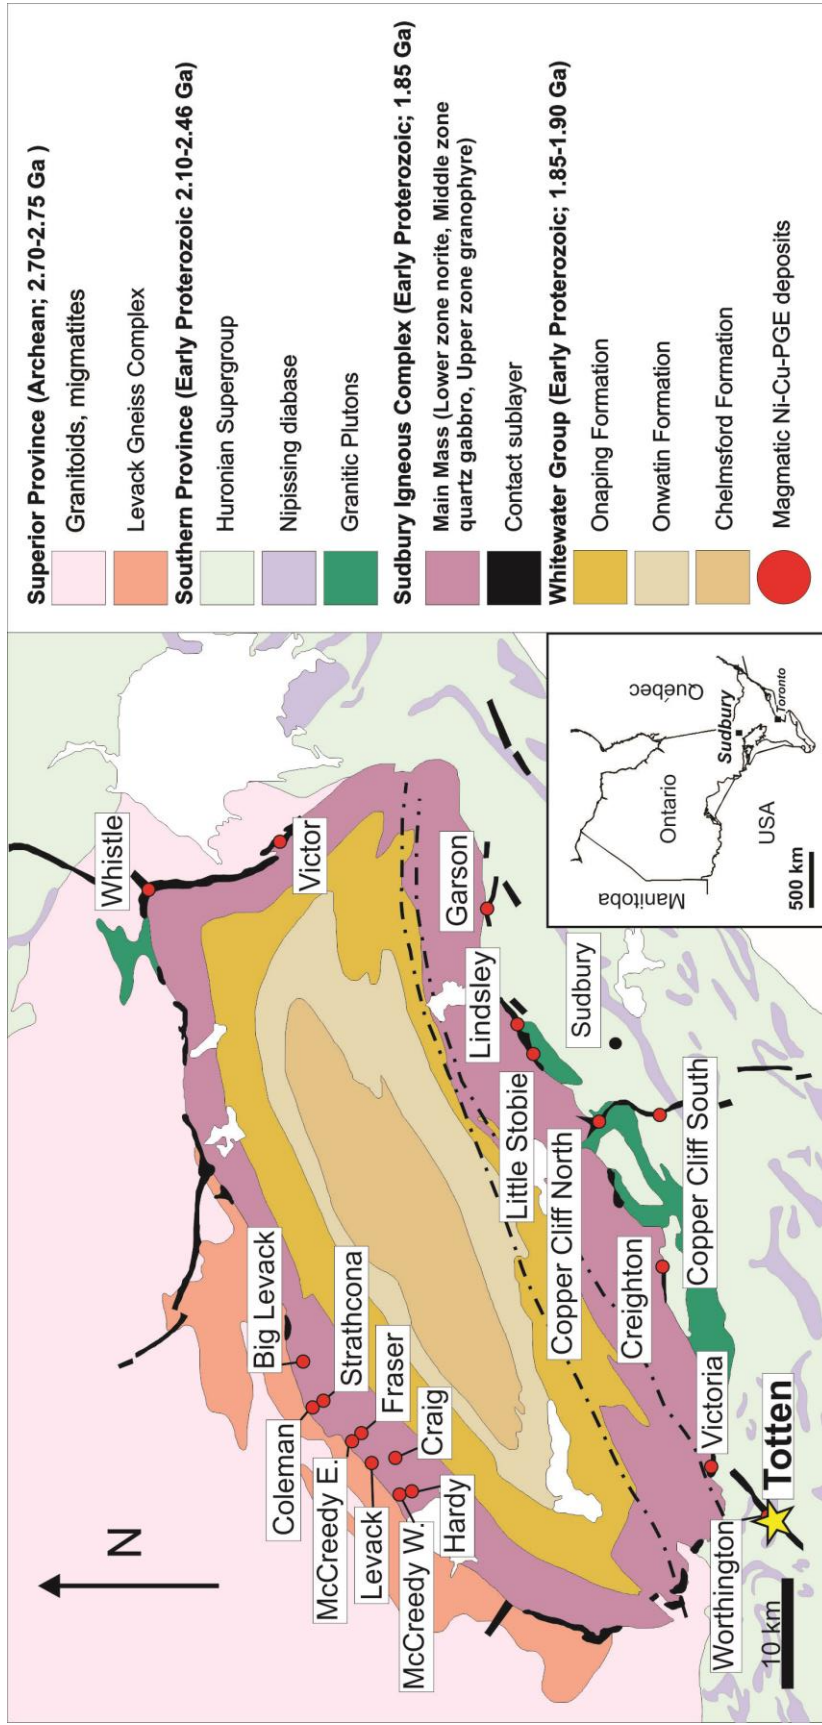 N
Whistle
Victor
Big Levack
Strathcona
Coleman
Fraser
McCreedy E.
Craig
Levack
McCreedy W.
Hardy
Garson
Lindsley
Little Stobie
Sudbury
Copper Cliff North
Copper Cliff South
Creighton
Victoria
Totten
Worthington
10 km
Manitoba
Ontario
Québec
Sudbury
Toronto
USA
500 km
Superior Province (Archean; 2.70-2.75 Ga )
Granitoids, migmatites
Levack Gneiss Complex
Southern Province (Early Proterozoic 2.10-2.46 Ga)
Huronian Supergroup
Nipissing diabase
Granitic Plutons
Sudbury Igneous Complex (Early Proterozoic; 1.85 Ga)
Main Mass (Lower zone norite, Middle zone
quartz gabbro, Upper zone granophyre)
Contact sublayer
Whitewater Group (Early Proterozoic; 1.85-1.90 Ga)
Onaping Formation
Onwatin Formation
Chelmsford Formation
Magmatic Ni-Cu-PGE deposits